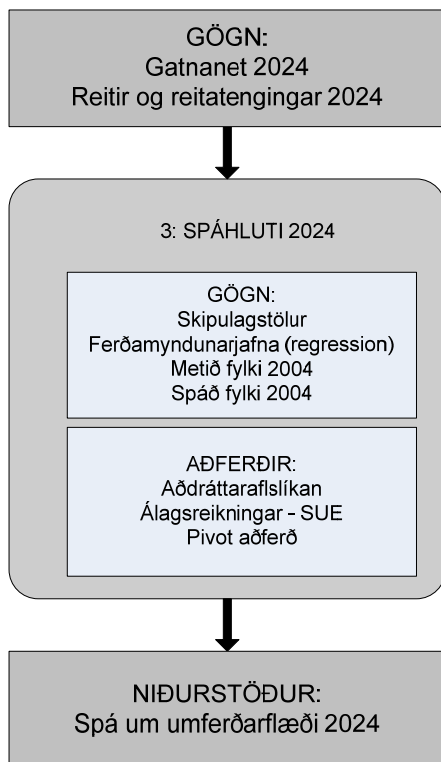 GÖGN:
Gatnanet 2024
Reitir og reitatengingar 2024
3: SPÁHLUTI 2024
GÖGN:
Skipulagstölur
Ferðamyndunarjafna (regression)
Metið fylki 2004
Spáð fylki 2004
AÐFERÐIR:
Aðdráttaraflslíkan
Álagsreikningar - SUE
Pivot aðferð
NIÐURSTÖÐUR:
Spá um umferðarflæði 2024